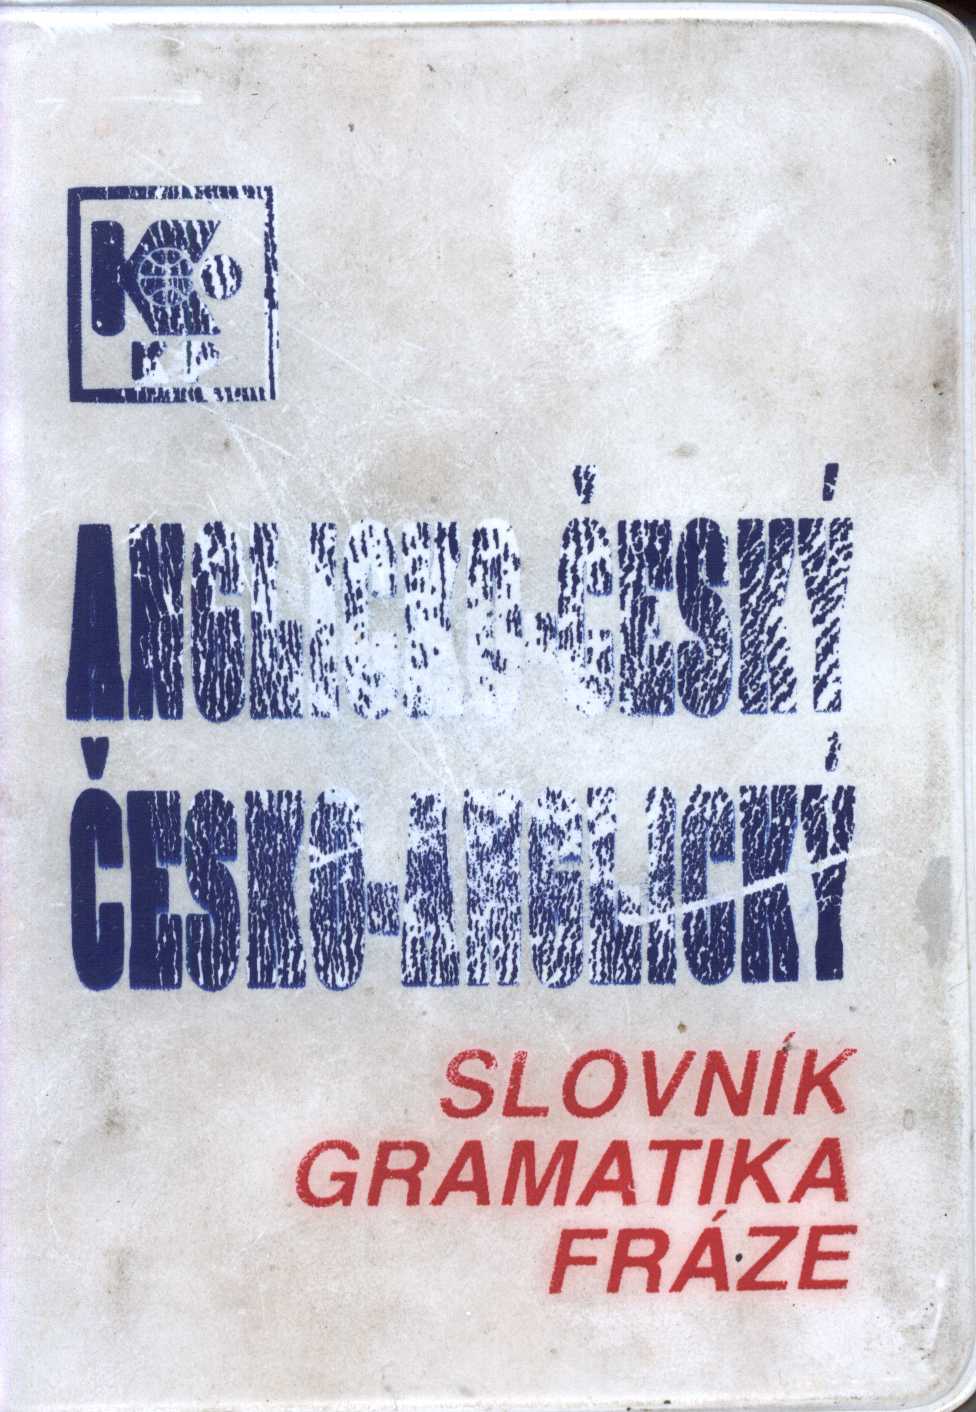 ANGLICKO-ČESKÝ
ČESKO-ANGLICKÝ
SLOVNÍK
GRAMATIKA
FRÁZE